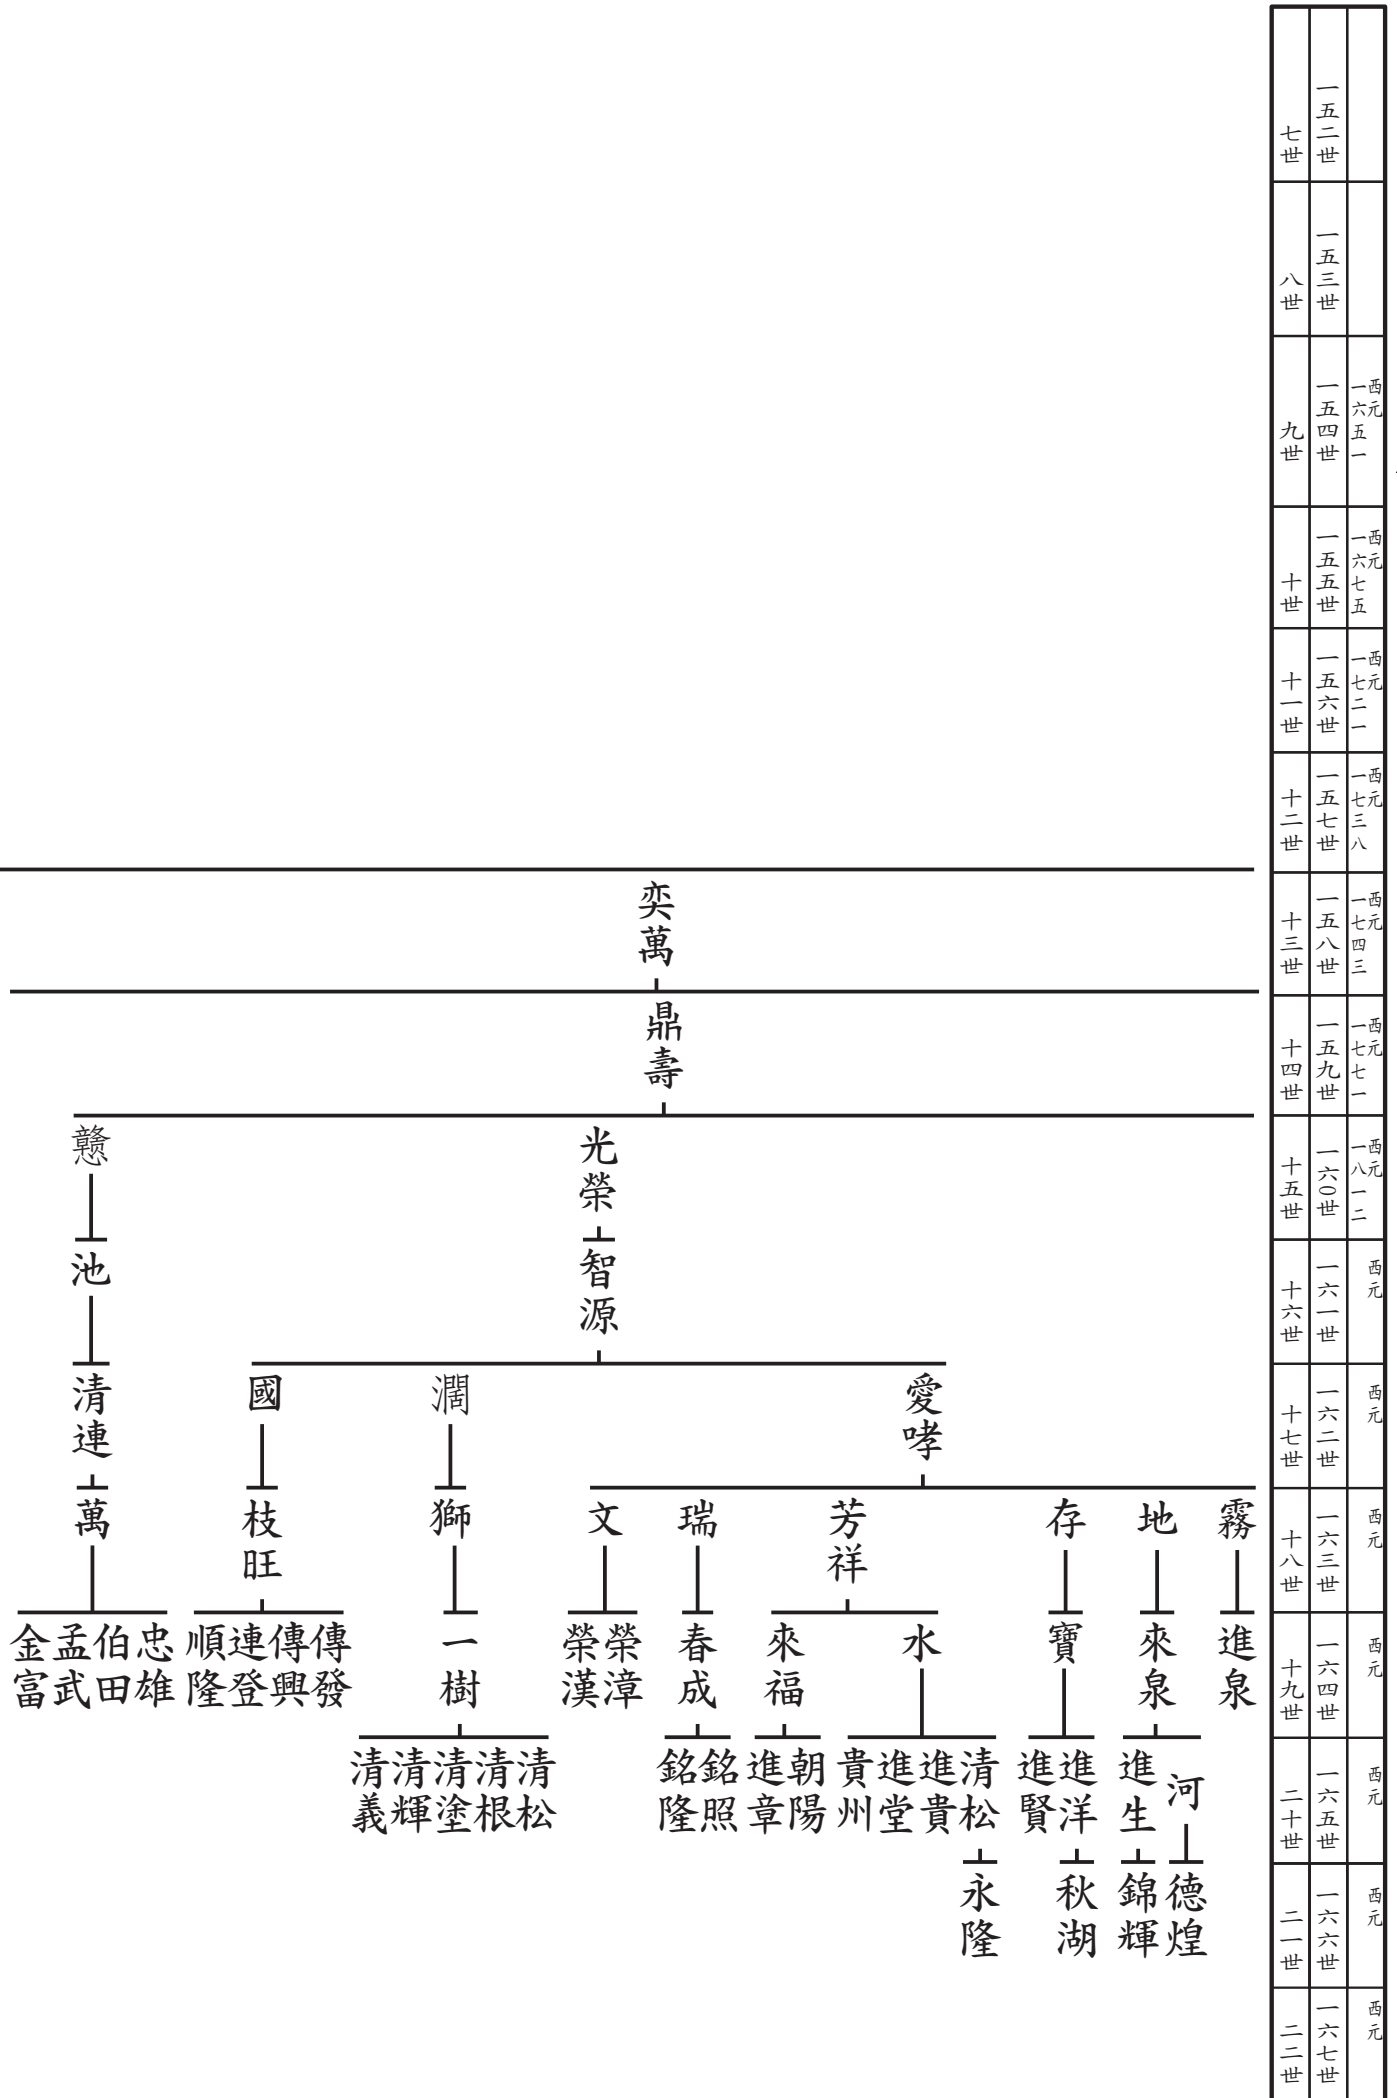 西元一六五一
西元一六七五
西元一七二一
西元一七三八
西元一七四三
西元一七七一
西元一八一二
西元
西元
西元
西元
西元
西元
西元
一五二世
一五三世
一五四世
一五五世
一五六世
一五七世
一五八世
一五九世
一六0世
一六一世
一六二世
一六三世
一六四世
一六五世
一六六世
一六七世
七世
八世
九世
十世
十一世
十二世
十三世
十四世
十五世
十六世
十七世
十八世
十九世
二十世
二一世
二二世
奕萬
鼎壽
光榮
戇
智源
池
愛哮
濶
國
清連
霧
地
存
芳祥
瑞
文
獅
枝旺
萬
進泉
來泉
寶
水
來福
春成
榮漳
榮漢
一樹
傳發
傳興
連登
順隆
忠雄
伯田
孟武
金富
河
進生
進洋
進賢
清松
進貴
進堂
貴州
朝陽
進章
銘照
銘隆
清松
清根
清塗
清輝
清義
德煌
錦輝
秋湖
永隆